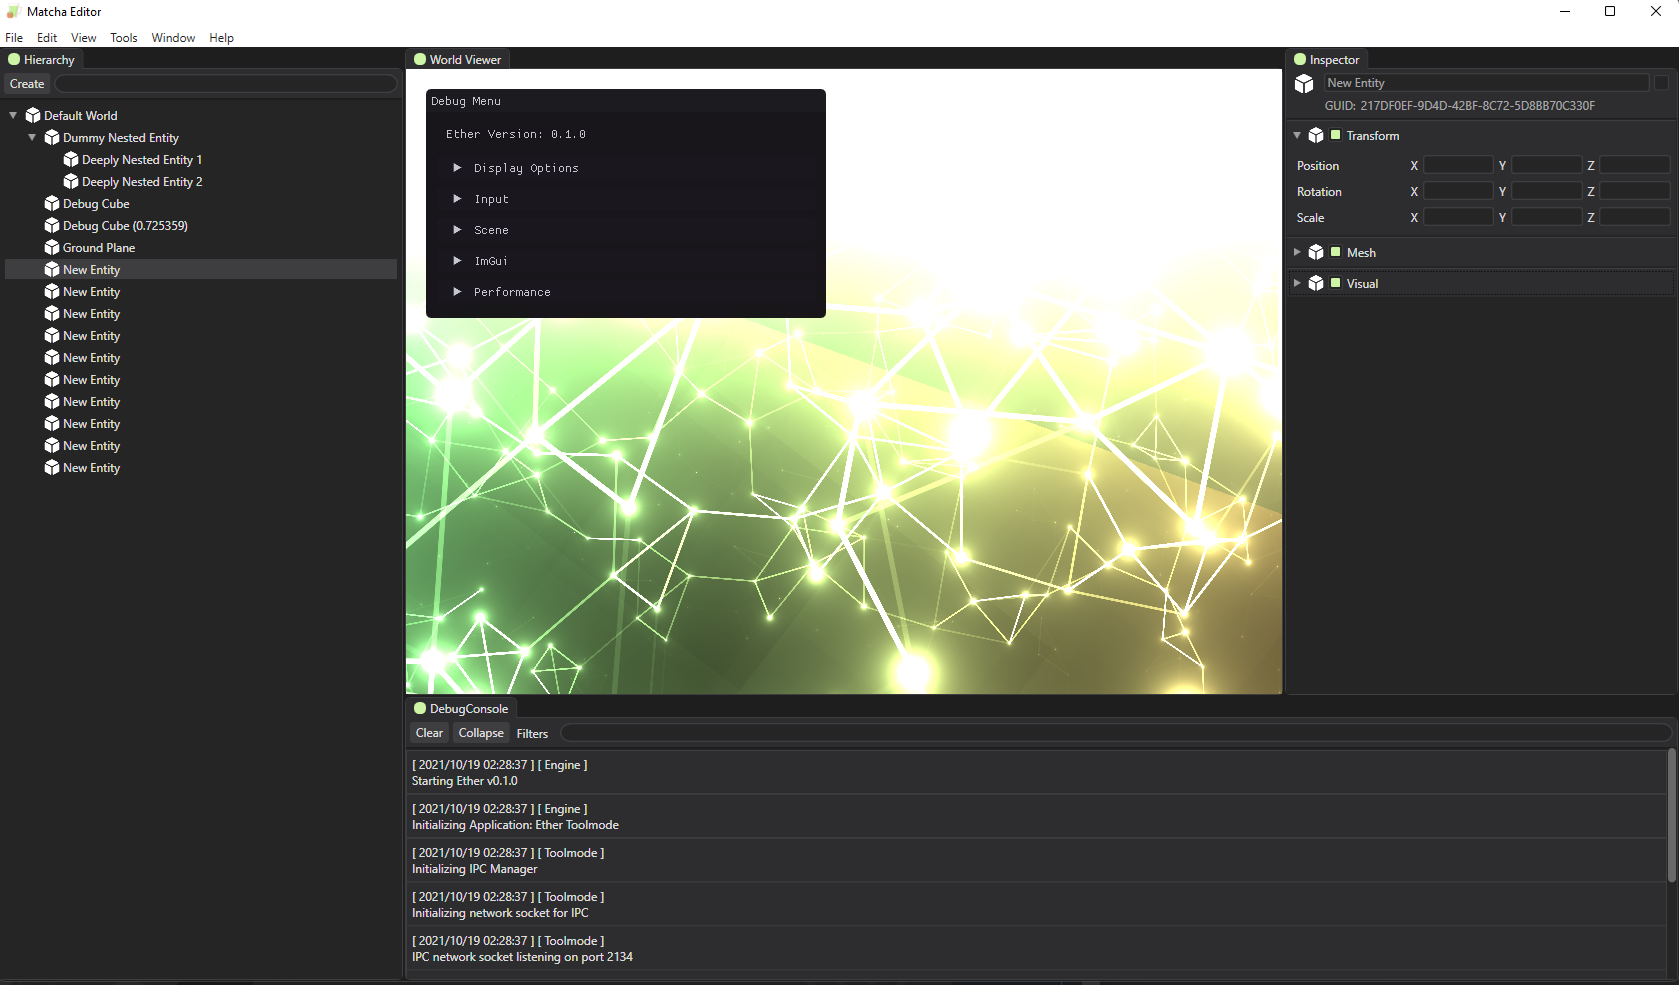 Matcha Editor
File Edit View Tools Window Help
Hierarchy
Create
Default World
Dummy Nested Entity
Deeply Nested Entity 1
Deeply Nested Entity 2
Debug Cube
Debug Cube (0.725359)
Ground Plane
New Entity
New Entity
New Entity
New Entity
New Entity
New Entity
New Entity
New Entity
New Entity
New Entity
World Viewer
Debug Menu
Ether Version: 0.1.0
Display Options
Input
Scene
ImGui
Performance
Inspector
New Entity
GUID: 217DF0EF-9D4D-42BF-8C72-5D8BB70C330F
Transform
Position X Y Z
Rotation X Y Z
Scale X Y Z
Mesh
Visual
DebugConsole
Clear Collapse Filters
[ 2021/10/19 02:28:37 ] [ Engine ]
Starting Ether v0.1.0
[ 2021/10/19 02:28:37 ] [ Engine ]
Initializing Application: Ether Toolmode
[ 2021/10/19 02:28:37 ] [ Toolmode ]
Initializing IPC Manager
[ 2021/10/19 02:28:37 ] [ Toolmode ]
Initializing network socket for IPC
[ 2021/10/19 02:28:37 ] [ Toolmode ]
IPC network socket listening on port 2134